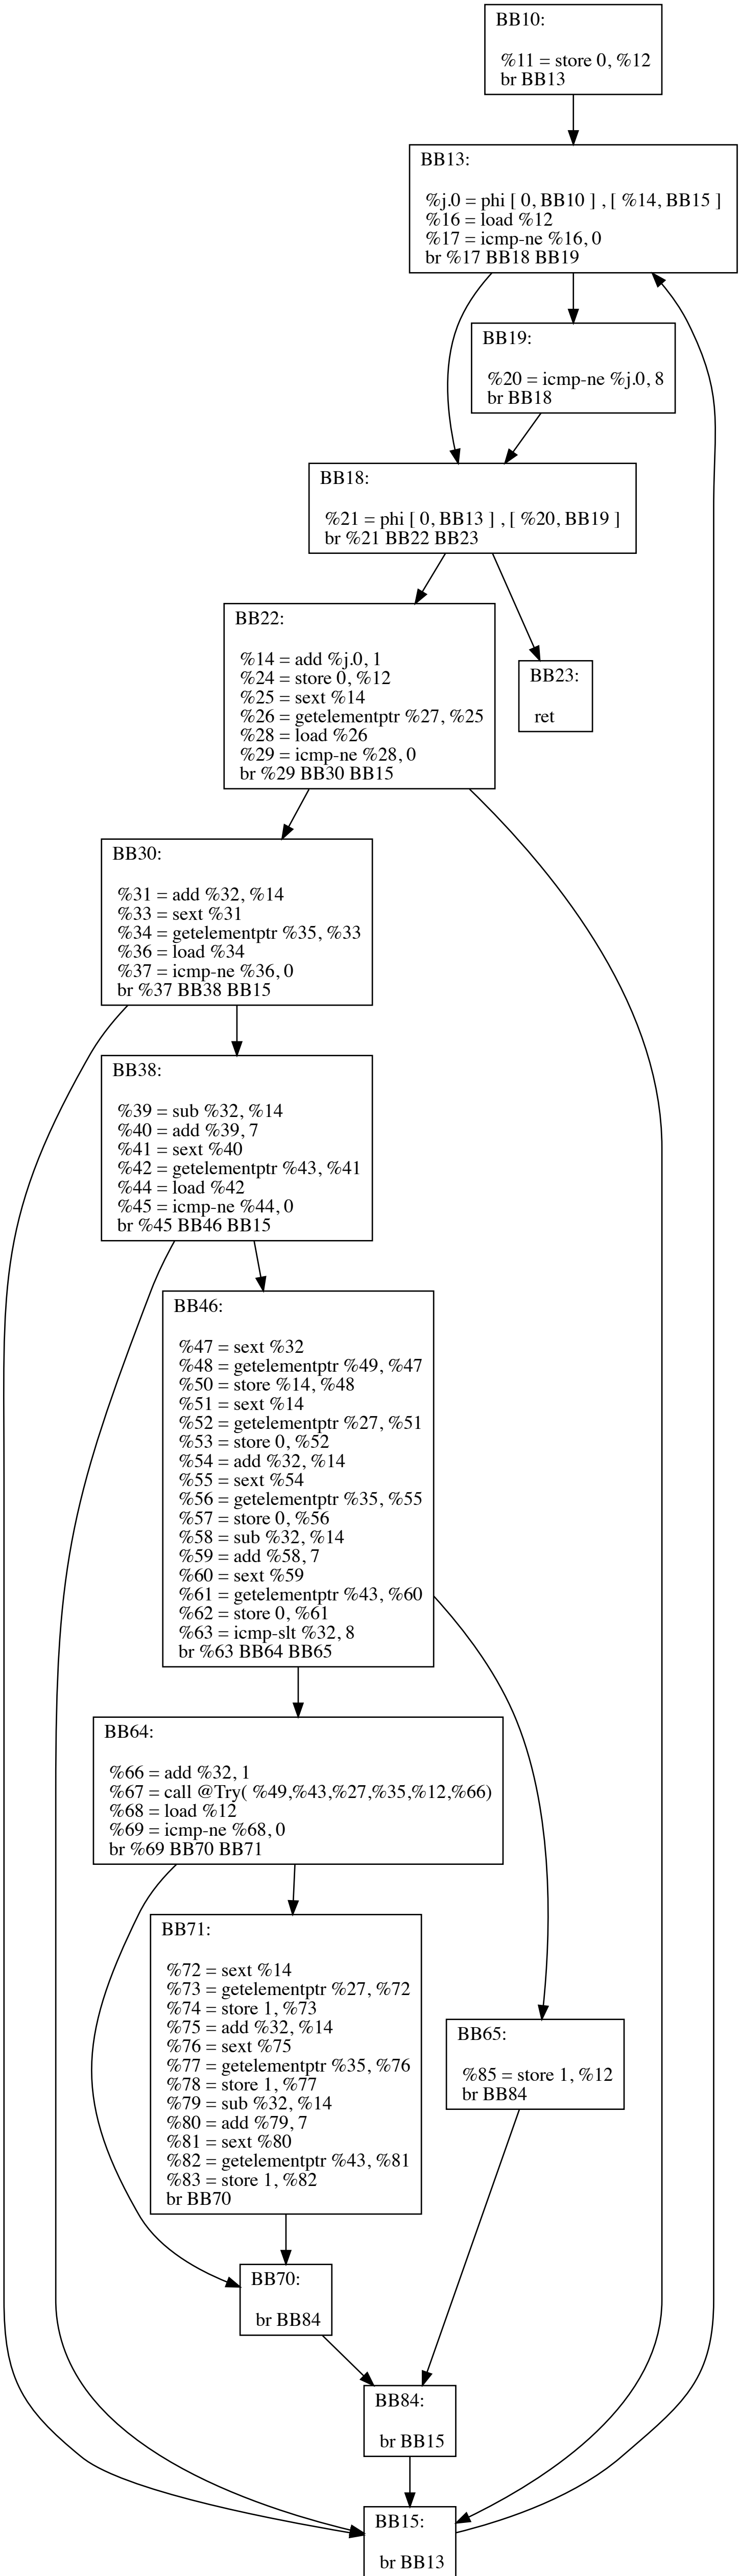 BB10:
%11 = store 0, %12
br BB13
BB13:
%j.0 = phi [ 0, BB10 ] , [ %14, BB15 ]
%16 = load %12
%17 = icmp-ne %16, 0
br %17 BB18 BB19
BB19:
%20 = icmp-ne %j.0, 8
br BB18
BB18:
%21 = phi [ 0, BB13 ] , [ %20, BB19 ]
br %21 BB22 BB23
BB22:
%14 = add %j.0, 1
%24 = store 0, %12
%25 = sext %14
%26 = getelementptr %27, %25
%28 = load %26
%29 = icmp-ne %28, 0
br %29 BB30 BB15
BB23:
ret
BB30:
%31 = add %32, %14
%33 = sext %31
%34 = getelementptr %35, %33
%36 = load %34
%37 = icmp-ne %36, 0
br %37 BB38 BB15
BB38:
%39 = sub %32, %14
%40 = add %39, 7
%41 = sext %40
%42 = getelementptr %43, %41
%44 = load %42
%45 = icmp-ne %44, 0
br %45 BB46 BB15
BB46:
%47 = sext %32
%48 = getelementptr %49, %47
%50 = store %14, %48
%51 = sext %14
%52 = getelementptr %27, %51
%53 = store 0, %52
%54 = add %32, %14
%55 = sext %54
%56 = getelementptr %35, %55
%57 = store 0, %56
%58 = sub %32, %14
%59 = add %58, 7
%60 = sext %59
%61 = getelementptr %43, %60
%62 = store 0, %61
%63 = icmp-slt %32, 8
br %63 BB64 BB65
BB64:
%66 = add %32, 1
%67 = call @Try( %49,%43,%27,%35,%12,%66)
%68 = load %12
%69 = icmp-ne %68, 0
br %69 BB70 BB71
BB71:
%72 = sext %14
%73 = getelementptr %27, %72
%74 = store 1, %73
%75 = add %32, %14
%76 = sext %75
%77 = getelementptr %35, %76
%78 = store 1, %77
%79 = sub %32, %14
%80 = add %79, 7
%81 = sext %80
%82 = getelementptr %43, %81
%83 = store 1, %82
br BB70
BB65:
%85 = store 1, %12
br BB84
BB70:
br BB84
BB84:
br BB15
BB15:
br BB13